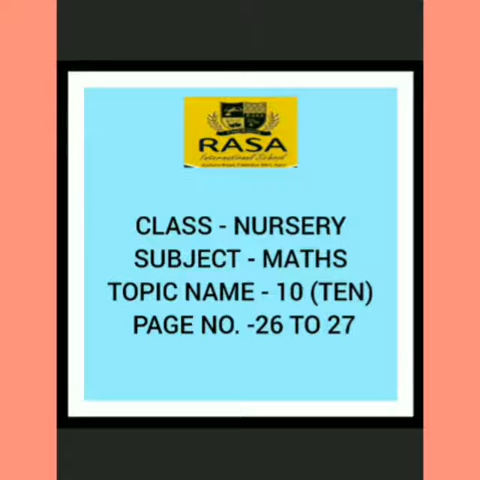 RASA
International School
CLASS - NURSERY
SUBJECT - MATHS
TOPIC NAME - 10 (TEN)
PAGE NO. -26 TO 27